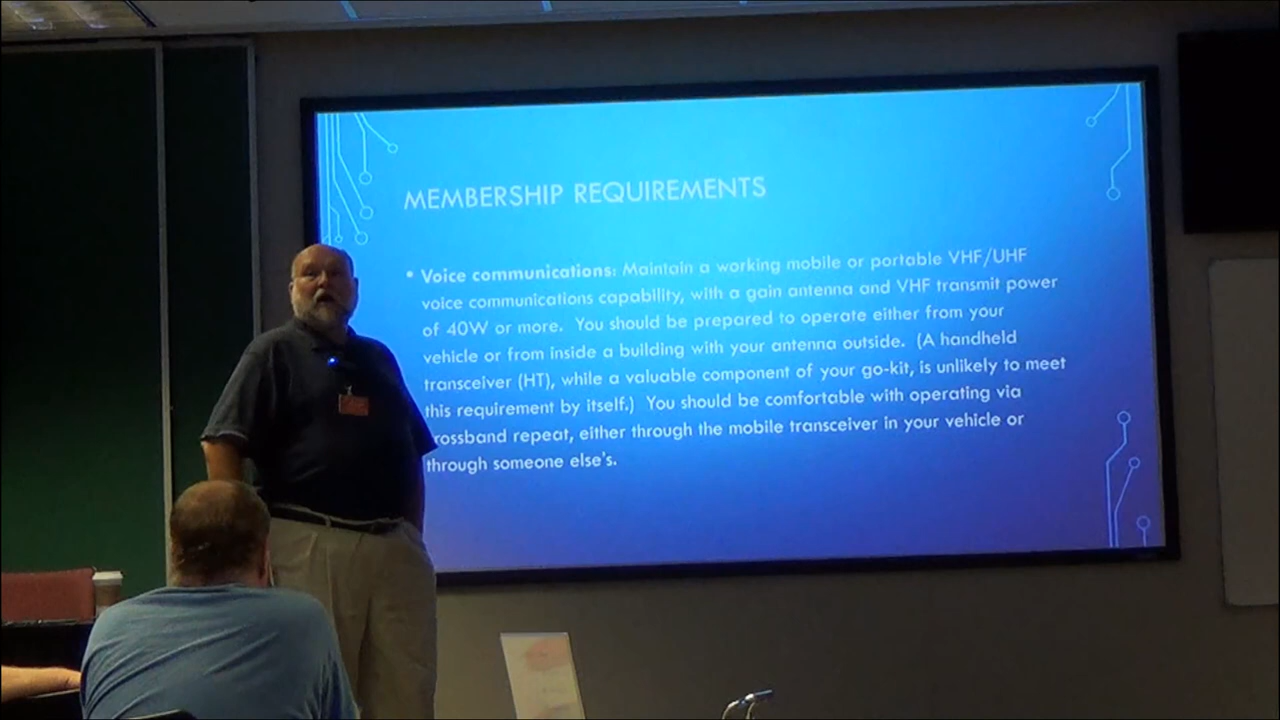 MEMBERSHIP REQUIREMENTS
• Voice communications: Maintain a working mobile or portable VHF/UHF
voice communications capability, with a gain antenna and VHF transmit power
of 40W or more. You should be prepared to operate either from your
vehicle or from inside a building with your antenna outside. (A handheld
transceiver (HT), while a valuable component of your go-kit, is unlikely to meet
this requirement by itself.) You should be comfortable with operating via
rossband repeat, either through the mobile transceiver in your vehicle or
through someone else's.